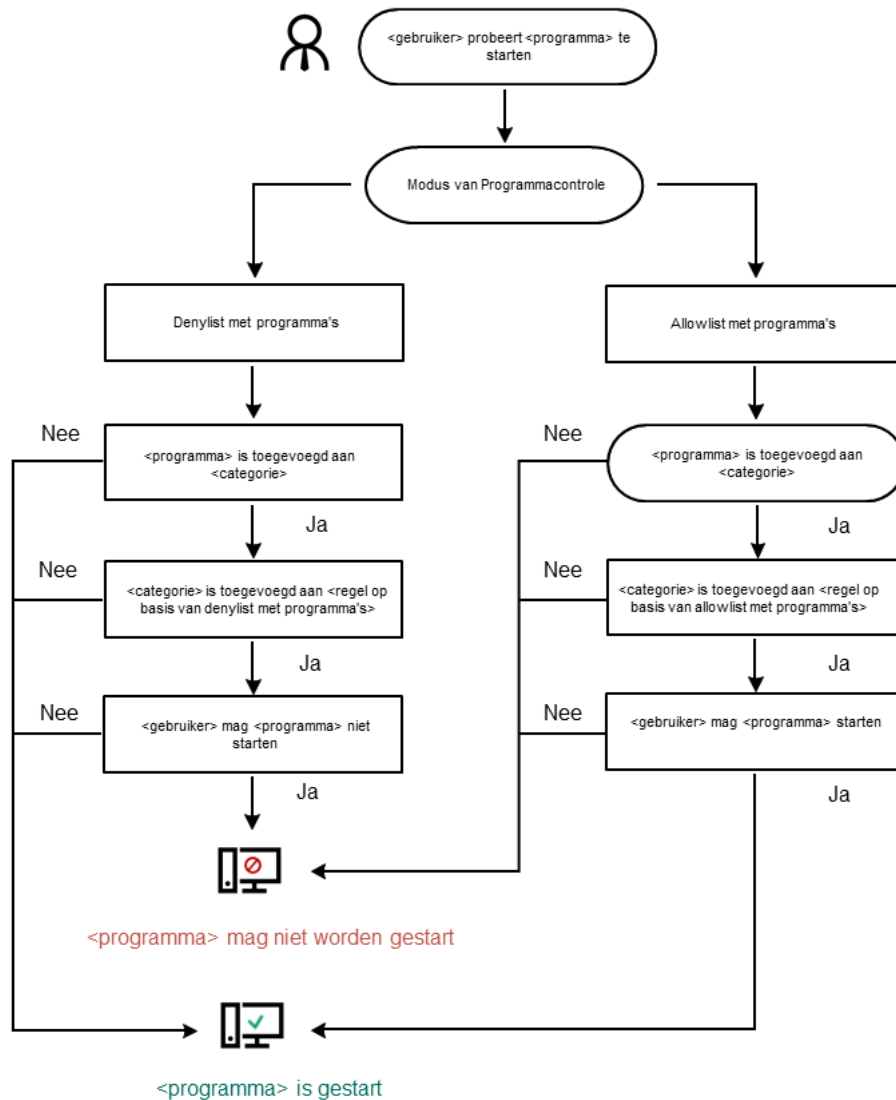 <gebruiker> probeert <programma> te
starten
Modus van Programmacontrole
Denylist met programma's
Allowlist met programma's
Nee
<programma> is toegevoegd aan
<categorie>
Ja
Nee
<programma> is toegevoegd aan
<categorie>
Ja
Nee
<categorie> is toegevoegd aan <regel op
basis van denylist met programma's>
Ja
Nee
<categorie> is toegevoegd aan <regel op
basis van allowlist met programma's>
Ja
Nee
<gebruiker> mag <programma> niet
starten
Ja
Nee
<gebruiker> mag <programma> starten
Ja
<programma> mag niet worden gestart
<programma> is gestart